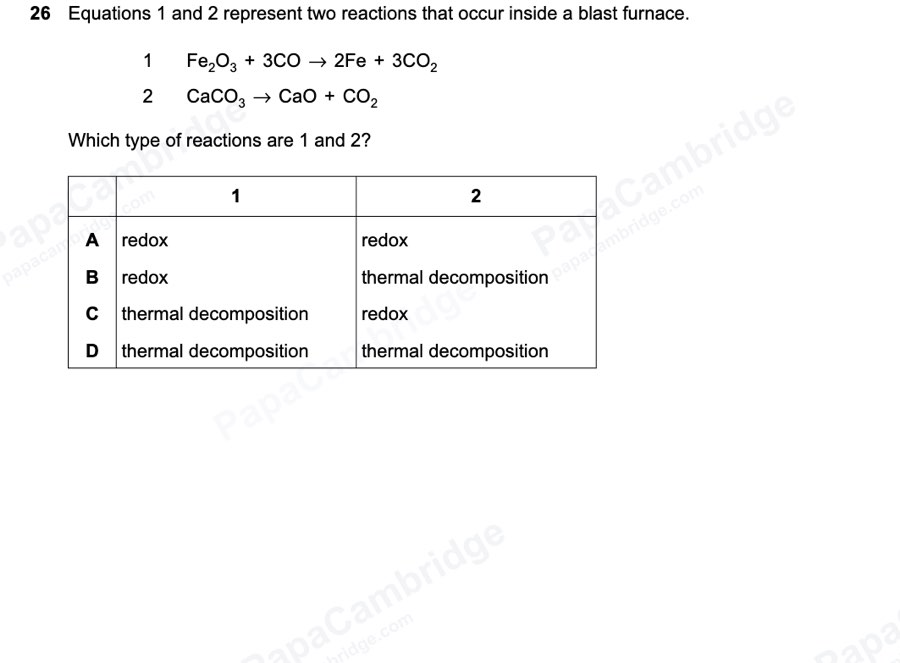 26 Equations 1 and 2 represent two reactions that occur inside a blast furnace.
1 Fe₂O₃ + 3CO → 2Fe + 3CO₂
2 CaCO₃ → CaO + CO₂
Which type of reactions are 1 and 2?
1 2
A redox redox
B redox thermal decomposition
C thermal decomposition redox
D thermal decomposition thermal decomposition
PapaCambridge
papacambridge.com
PapaCambridge
papacambridge.com
PapaCambridge
PapaCambridge